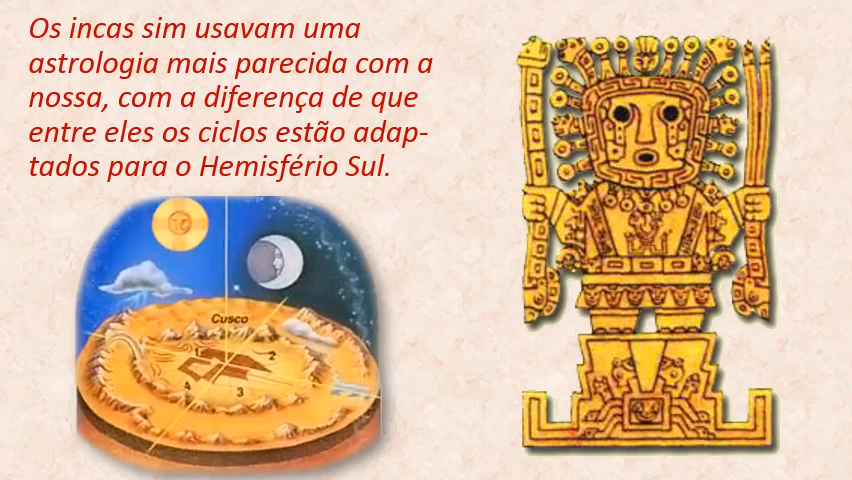 Os incas sim usavam uma
astrologia mais parecida com a
nossa, com a diferença de que
entre eles os ciclos estão adap-
tados para o Hemisfério Sul.
Cusco
1 2
4 3